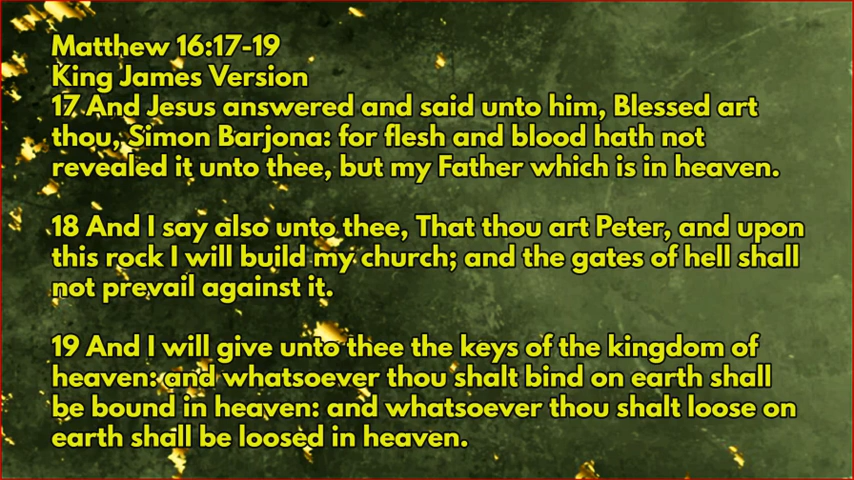 Matthew 16:17-19
King James Version
17 And Jesus answered and said unto him, Blessed art
thou, Simon Barjona: for flesh and blood hath not
revealed it unto thee, but my Father which is in heaven.
18 And I say also unto thee, That thou art Peter, and upon
this rock I will build my church; and the gates of hell shall
not prevail against it.
19 And I will give unto thee the keys of the kingdom of
heaven: and whatsoever thou shalt bind on earth shall
be bound in heaven: and whatsoever thou shalt loose on
earth shall be loosed in heaven.